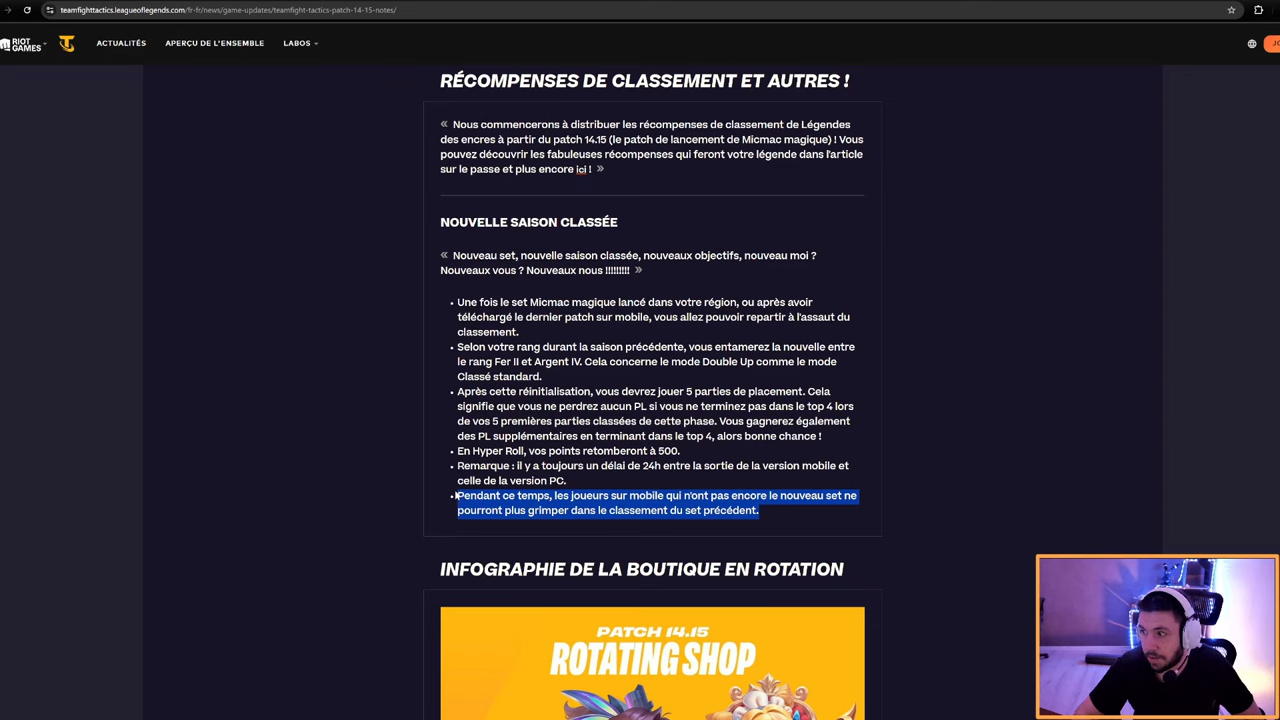 teamfighttactics.leagueoflegends.com/fr-fr/news/game-updates/teamfight-tactics-patch-14-15-notes/
RIOT GAMES
ACTUALITÉS
APERÇU DE L'ENSEMBLE
LABOS
JO
RÉCOMPENSES DE CLASSEMENT ET AUTRES !
« Nous commencerons à distribuer les récompenses de classement de Légendes
des encres à partir du patch 14.15 (le patch de lancement de Micmac magique) ! Vous
pouvez découvrir les fabuleuses récompenses qui feront votre légende dans l'article
sur le passe et plus encore ici ! »
NOUVELLE SAISON CLASSÉE
« Nouveau set, nouvelle saison classée, nouveaux objectifs, nouveau moi ?
Nouveaux vous ? Nouveaux nous !!!!!!!!! »
• Une fois le set Micmac magique lancé dans votre région, ou après avoir
téléchargé le dernier patch sur mobile, vous allez pouvoir repartir à l'assaut du
classement.
• Selon votre rang durant la saison précédente, vous entamerez la nouvelle entre
le rang Fer II et Argent IV. Cela concerne le mode Double Up comme le mode
Classé standard.
• Après cette réinitialisation, vous devrez jouer 5 parties de placement. Cela
signifie que vous ne perdrez aucun PL si vous ne terminez pas dans le top 4 lors
de vos 5 premières parties classées de cette phase. Vous gagnerez également
des PL supplémentaires en terminant dans le top 4, alors bonne chance !
• En Hyper Roll, vos points retomberont à 500.
• Remarque : il y a toujours un délai de 24h entre la sortie de la version mobile et
celle de la version PC.
• Pendant ce temps, les joueurs sur mobile qui n'ont pas encore le nouveau set ne
pourront plus grimper dans le classement du set précédent.
INFOGRAPHIE DE LA BOUTIQUE EN ROTATION
PATCH 14.15
ROTATING SHOP